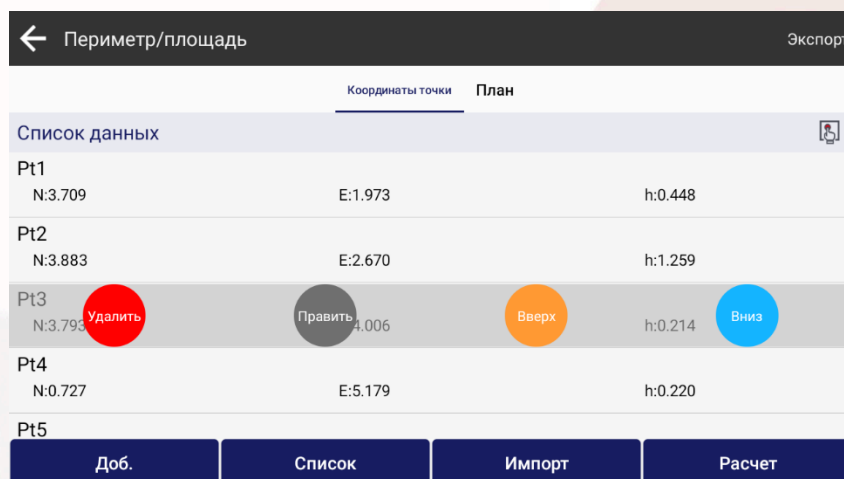 Периметр/площадь Экспорт
Координаты точки План
Список данных
Pt1
N:3.709 E:1.973 h:0.448
Pt2
N:3.883 E:2.670 h:1.259
Pt3
Удалить Править Вверх Вниз
N:3.793 4.006 h:0.214
Pt4
N:0.727 E:5.179 h:0.220
Pt5
Доб. Список Импорт Расчет